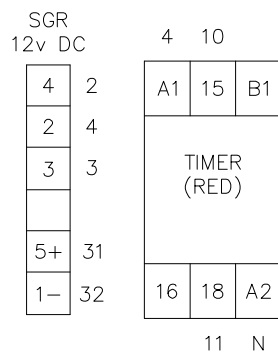 SGR
12v DC
4 2
2 4
3 3
5+ 31
1- 32
4 10
A1 15 B1
TIMER
(RED)
16 18 A2
11 N